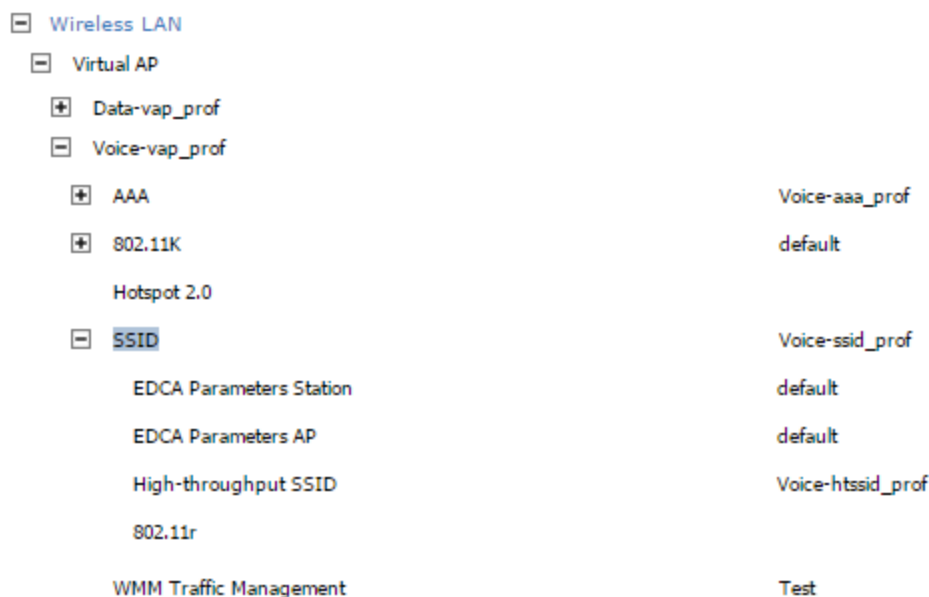 Wireless LAN
Virtual AP
Data-vap_prof
Voice-vap_prof
AAA Voice-aaa_prof
802.11K default
Hotspot 2.0
SSID Voice-ssid_prof
EDCA Parameters Station default
EDCA Parameters AP default
High-throughput SSID Voice-htssid_prof
802.11r
WMM Traffic Management Test